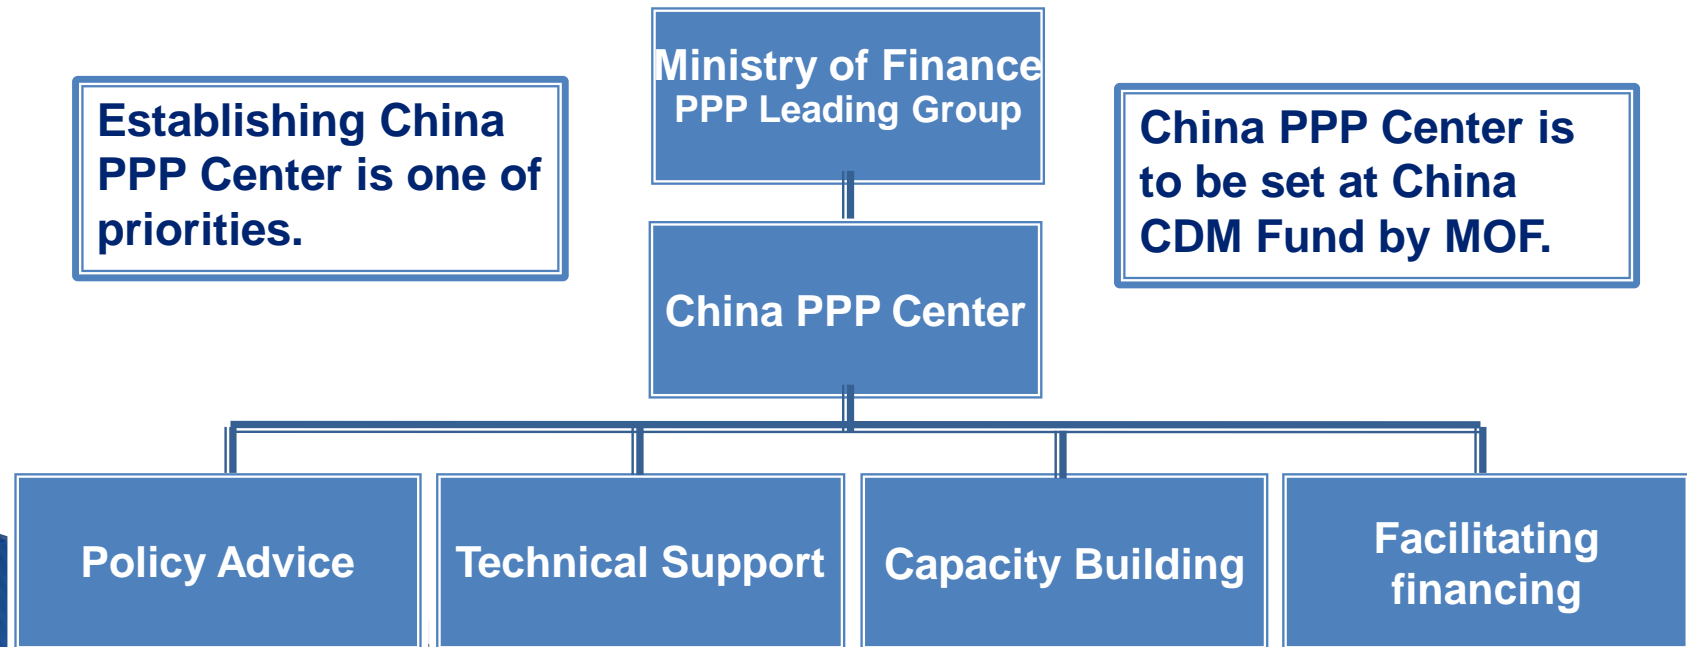 Ministry of Finance
PPP Leading Group
Establishing China
PPP Center is one of
priorities.
China PPP Center is
to be set at China
CDM Fund by MOF.
China PPP Center
Policy Advice
Technical Support
Capacity Building
Facilitating
financing